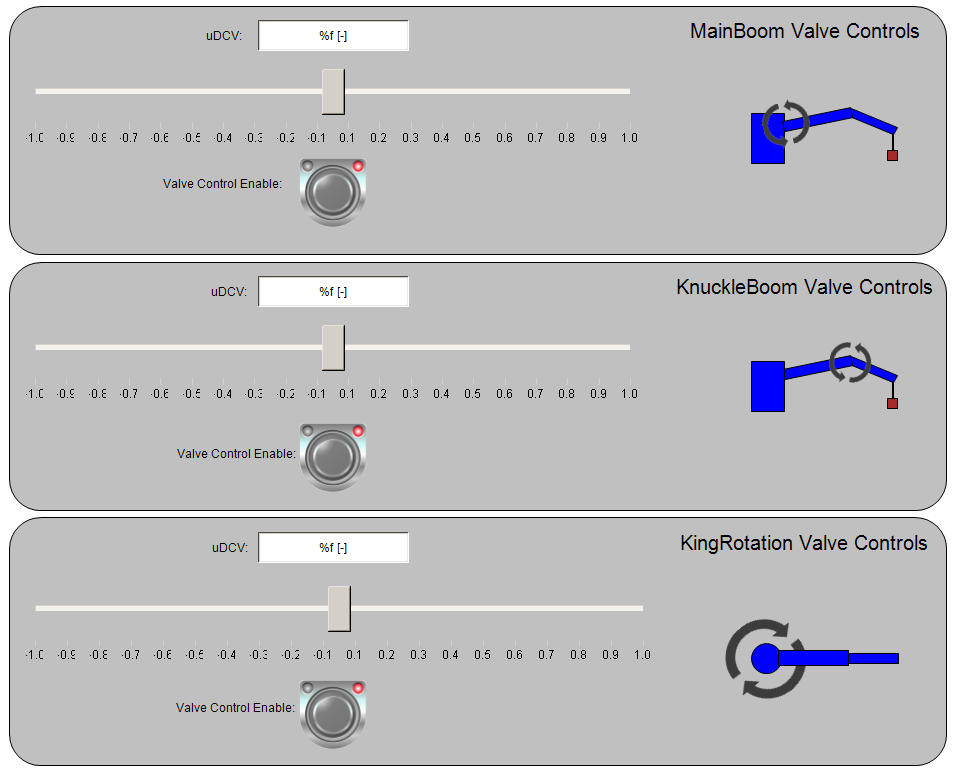 MainBoom Valve Controls
uDCV: %f [-]
-1.0 -0.9 -0.8 -0.7 -0.6 -0.5 -0.4 -0.3 -0.2 -0.1 0.1 0.2 0.3 0.4 0.5 0.6 0.7 0.8 0.9 1.0
Valve Control Enable:
KnuckleBoom Valve Controls
uDCV: %f [-]
-1.0 -0.9 -0.8 -0.7 -0.6 -0.5 -0.4 -0.3 -0.2 -0.1 0.1 0.2 0.3 0.4 0.5 0.6 0.7 0.8 0.9 1.0
Valve Control Enable:
KingRotation Valve Controls
uDCV: %f [-]
-1.0 -0.9 -0.8 -0.7 -0.6 -0.5 -0.4 -0.3 -0.2 -0.1 0.1 0.2 0.3 0.4 0.5 0.6 0.7 0.8 0.9 1.0
Valve Control Enable: